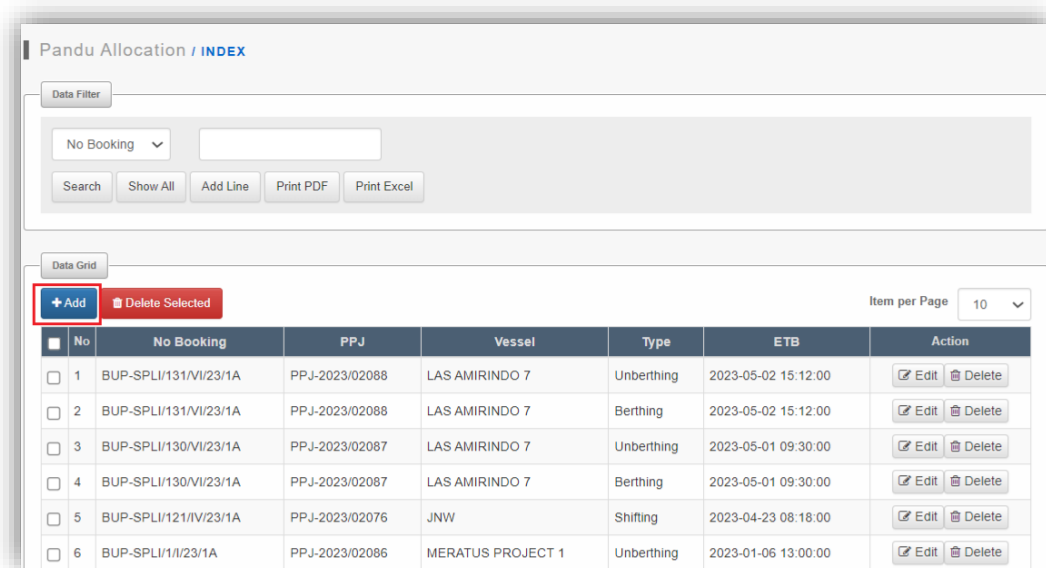 Pandu Allocation / INDEX
Data Filter
No Booking
Search Show All Add Line Print PDF Print Excel
Data Grid
+ Add Delete Selected Item per Page 10
No No Booking PPJ Vessel Type ETB Action
1 BUP-SPLI/131/VI/23/1A PPJ-2023/02088 LAS AMIRINDO 7 Unberthing 2023-05-02 15:12:00 Edit Delete
2 BUP-SPLI/131/VI/23/1A PPJ-2023/02088 LAS AMIRINDO 7 Berthing 2023-05-02 15:12:00 Edit Delete
3 BUP-SPLI/130/VI/23/1A PPJ-2023/02087 LAS AMIRINDO 7 Unberthing 2023-05-01 09:30:00 Edit Delete
4 BUP-SPLI/130/VI/23/1A PPJ-2023/02087 LAS AMIRINDO 7 Berthing 2023-05-01 09:30:00 Edit Delete
5 BUP-SPLI/121/IV/23/1A PPJ-2023/02076 JNW Shifting 2023-04-23 08:18:00 Edit Delete
6 BUP-SPLI/1/I/23/1A PPJ-2023/02086 MERATUS PROJECT 1 Unberthing 2023-01-06 13:00:00 Edit Delete